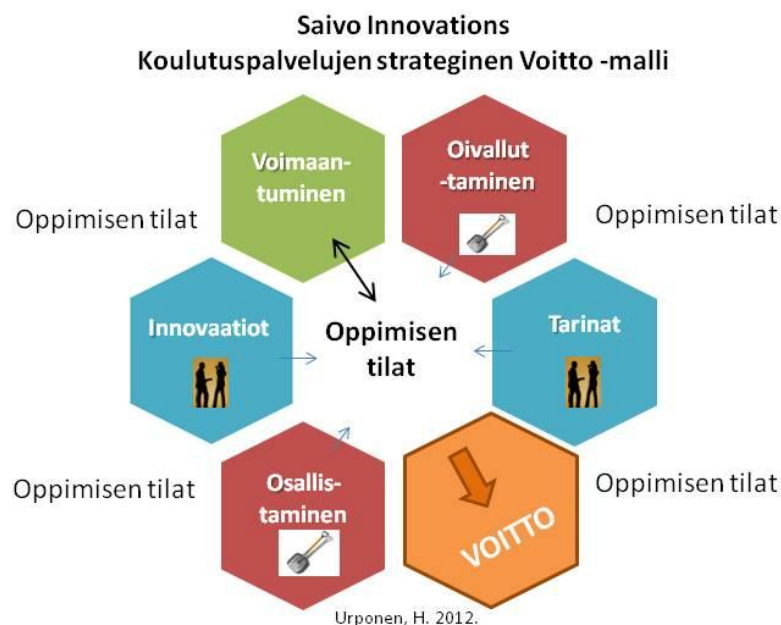 Saivo Innovations
Koulutuspalvelujen strateginen Voitto -malli
Voimaan-
tuminen
Oivallut
-taminen
Oppimisen tilat
Oppimisen tilat
Innovaatiot
Oppimisen
tilat
Tarinat
Oppimisen tilat
Osallis-
taminen
VOITTO
Oppimisen tilat
Urponen, H. 2012.